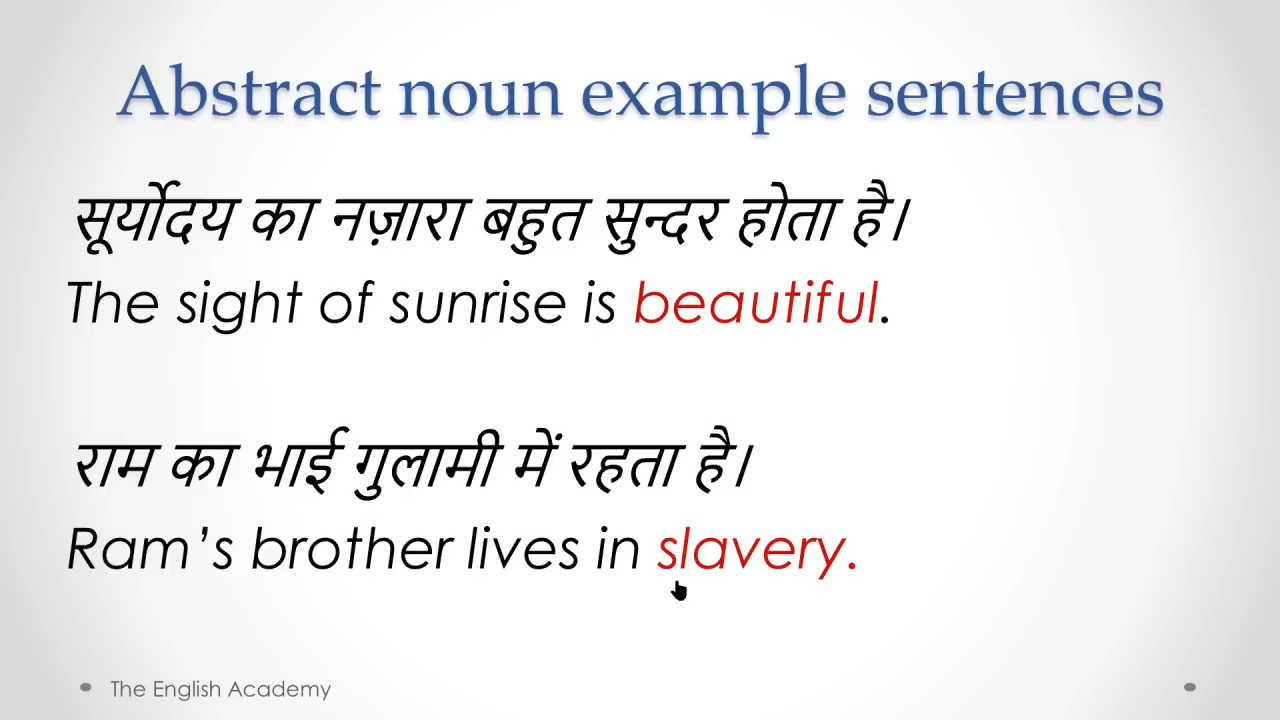 Abstract noun example sentences
सूर्योदय का नज़ारा बहुत सुन्दर होता है।
The sight of sunrise is beautiful.
राम का भाई गुलामी में रहता है।
Ram’s brother lives in slavery.
The English Academy